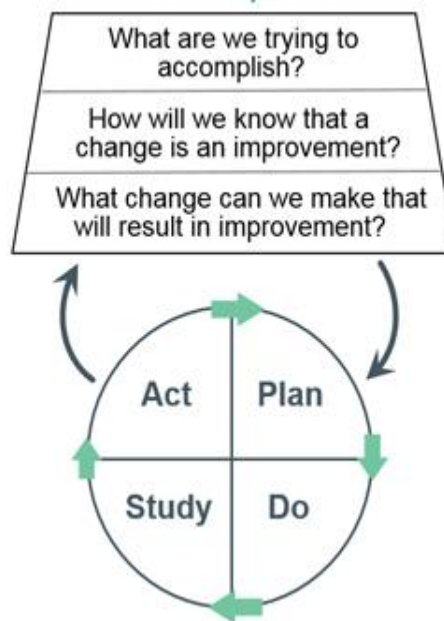 What are we trying to
accomplish?
How will we know that a
change is an improvement?
What change can we make that
will result in improvement?
Act
Plan
Study
Do